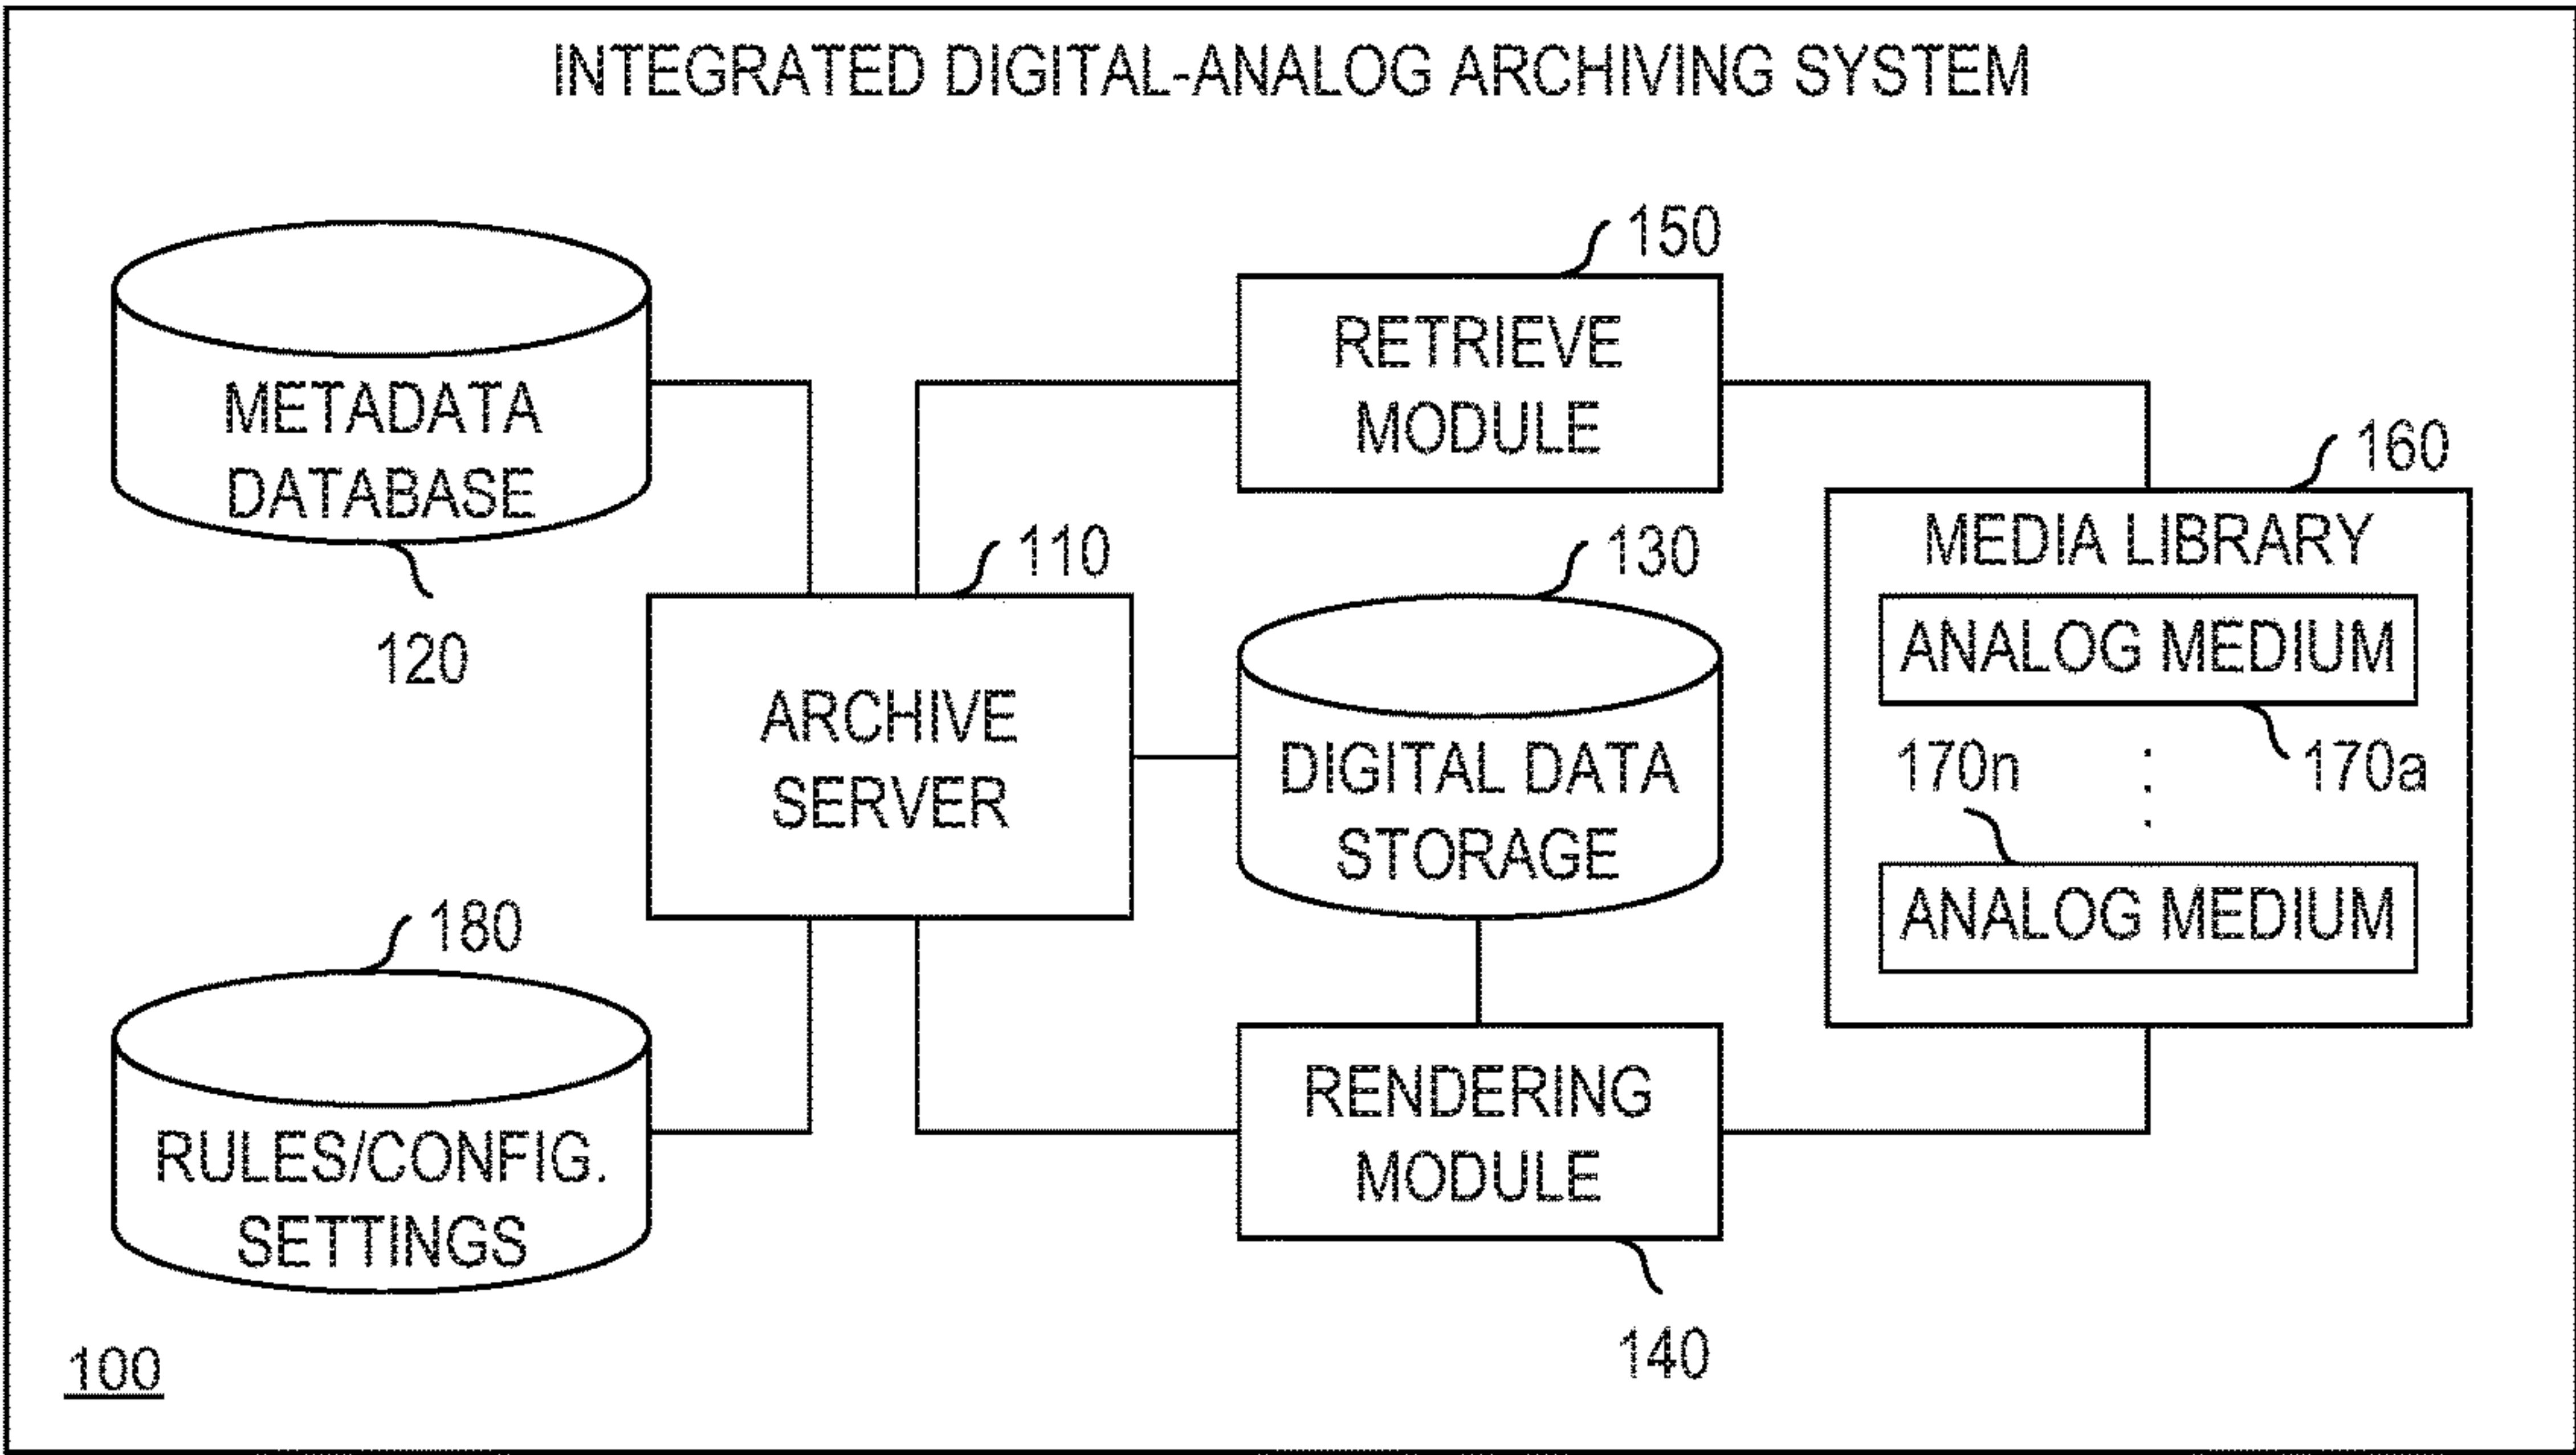 INTEGRATED DIGITAL-ANALOG ARCHIVING SYSTEM
150
RETRIEVE
MODULE
METADATA
DATABASE
120
160
MEDIA LIBRARY
ANALOG MEDIUM
170a
170n
ANALOG MEDIUM
110
ARCHIVE
SERVER
130
DIGITAL DATA
STORAGE
180
RULES/CONFIG.
SETTINGS
RENDERING
MODULE
140
100